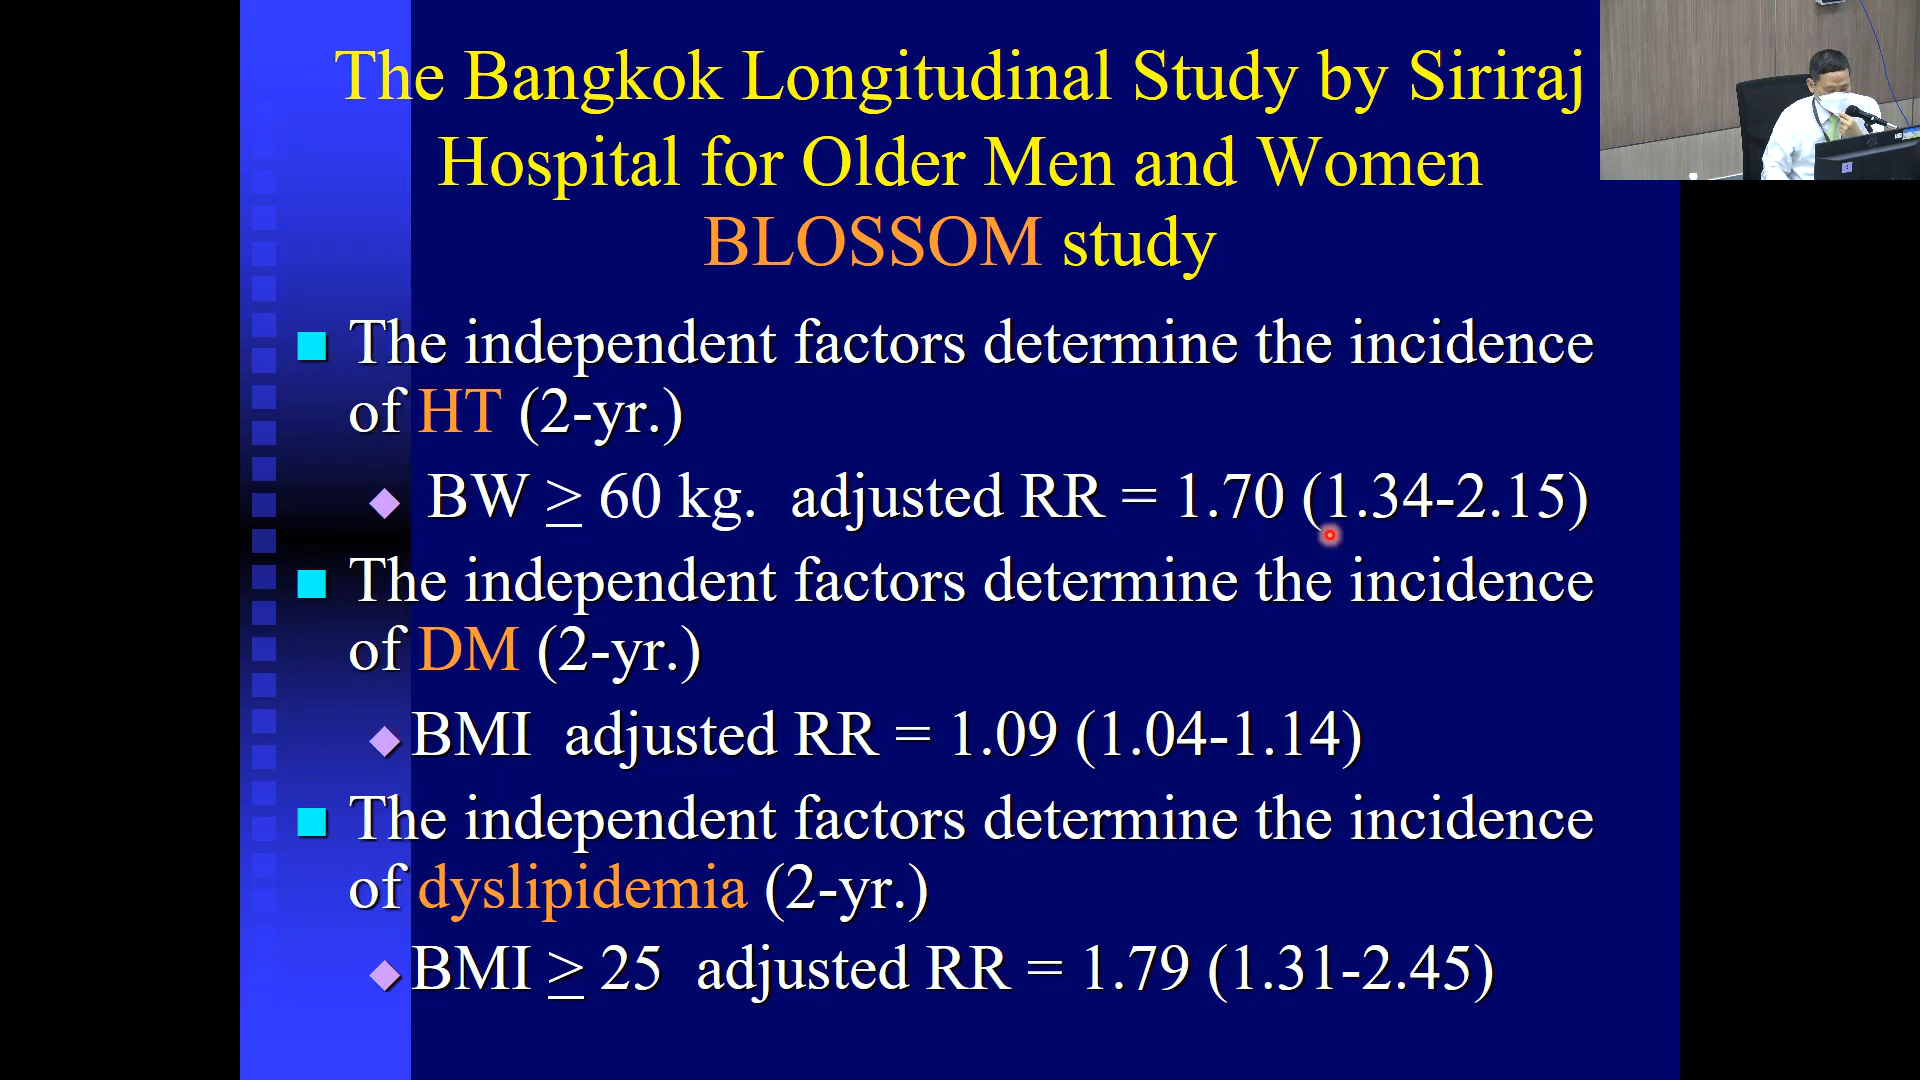 The Bangkok Longitudinal Study by Siriraj
Hospital for Older Men and Women
BLOSSOM study
The independent factors determine the incidence
of HT (2-yr.)
BW ≥ 60 kg. adjusted RR = 1.70 (1.34-2.15)
The independent factors determine the incidence
of DM (2-yr.)
BMI adjusted RR = 1.09 (1.04-1.14)
The independent factors determine the incidence
of dyslipidemia (2-yr.)
BMI ≥ 25 adjusted RR = 1.79 (1.31-2.45)